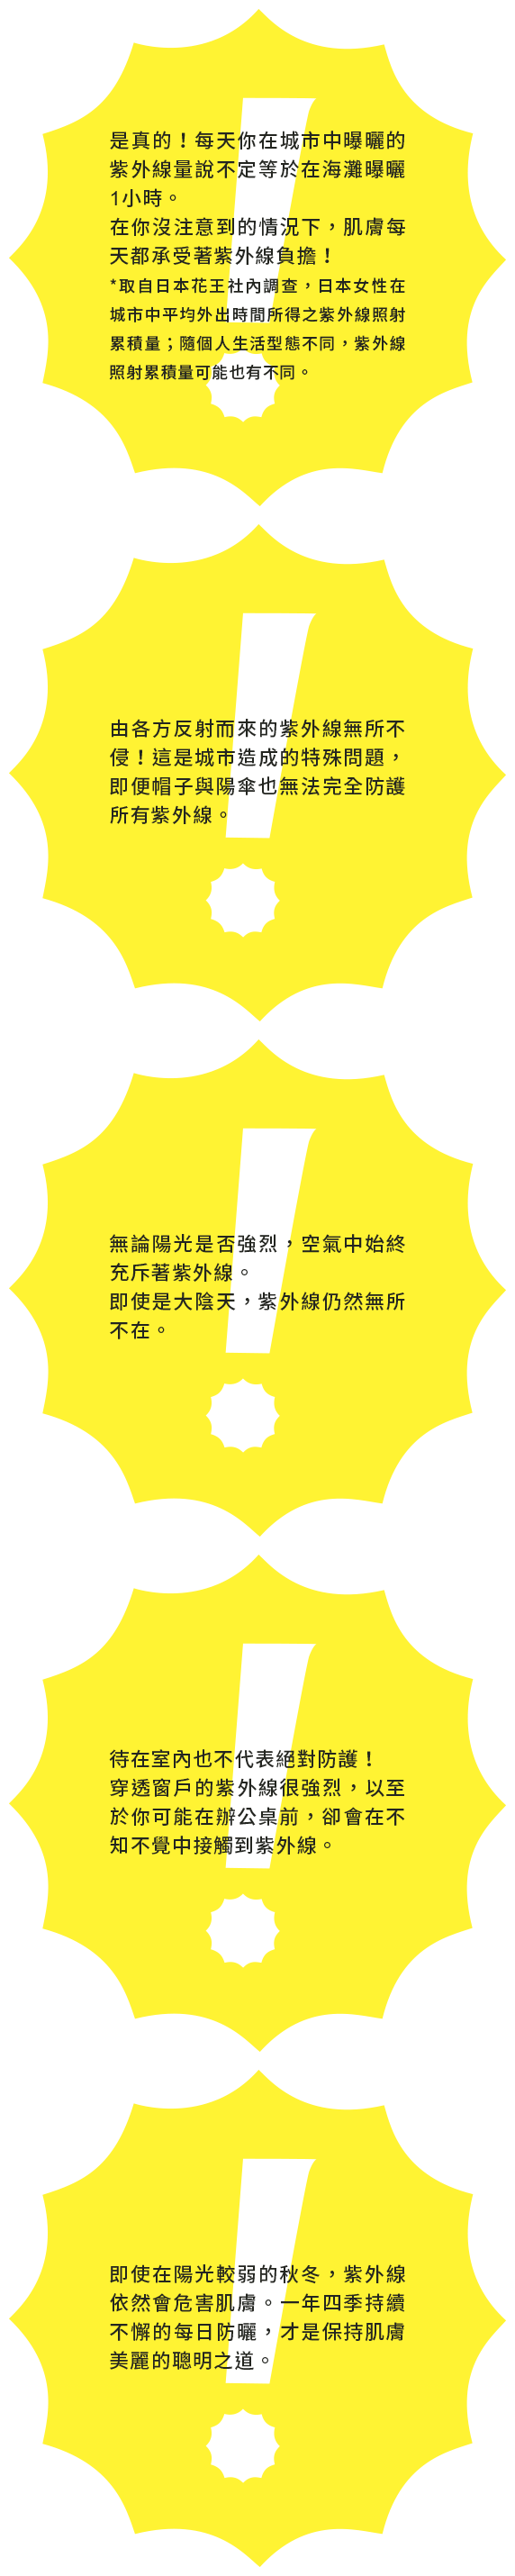 是真的！每天你在城市中曝曬的
紫外線量說不定等於在海灘曝曬
1小時。
在你沒注意到的情況下，肌膚每
天都承受著紫外線負擔！
*取自日本花王社內調查，日本女性在
城市中平均外出時間所得之紫外線照射
累積量；隨個人生活型態不同，紫外線
照射累積量可能也有不同。
由各方反射而來的紫外線無所不
侵！這是城市造成的特殊問題，
即便帽子與陽傘也無法完全防護
所有紫外線。
無論陽光是否強烈，空氣中始終
充斥著紫外線。
即使是大陰天，紫外線仍然無所
不在。
待在室內也不代表絕對防護！
穿透窗戶的紫外線很強烈，以至
於你可能在辦公桌前，卻會在不
知不覺中接觸到紫外線。
即使在陽光較弱的秋冬，紫外線
依然會危害肌膚。一年四季持續
不懈的每日防曬，才是保持肌膚
美麗的聰明之道。